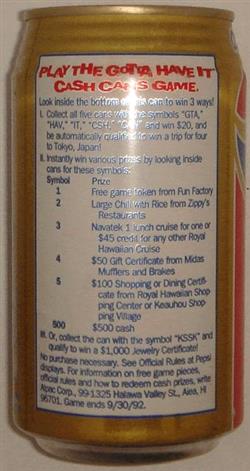 PLAY THE GOTTA HAVE IT
CASH CANS GAME.
Look inside the bottom of this can to win 3 ways!
I. Collect all five cans with the symbols "GTA,"
"HAV," "IT," "CSH," "CAN" and win $20, and
be automatically qualified to win a trip for four
to Tokyo, Japan!
II. Instantly win various prizes by looking inside
cans for these symbols:
Symbol Prize
1 Free game token from Fun Factory
2 Large Chili with Rice from Zippy's
Restaurants
3 Navatek 1 lunch cruise for one or
$45 credit for any other Royal
Hawaiian Cruise
4 $50 Gift Certificate from Midas
Mufflers and Brakes
5 $100 Shopping or Dining Certifi-
cate from Royal Hawaiian Shop
ping Center or Keauhou Shop
ping Village
500 $500 cash
III. Or, collect the can with the symbol "KSSK" and
qualify to win a $1,000 Jewelry Certificate!
No purchase necessary. See Official Rules at Pepsi
displays. For information on free game pieces,
official rules and how to redeem cash prizes, write
Alpac Corp., 99-1325 Halawa Valley St., Aiea, HI
96701. Game ends 9/30/92.